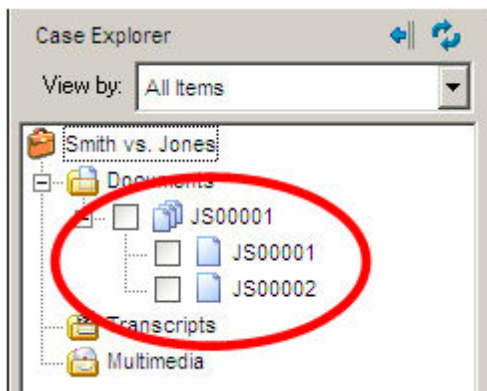 Case Explorer
View by: All Items
Smith vs. Jones
Documents
JS00001
JS00001
JS00002
Transcripts
Multimedia